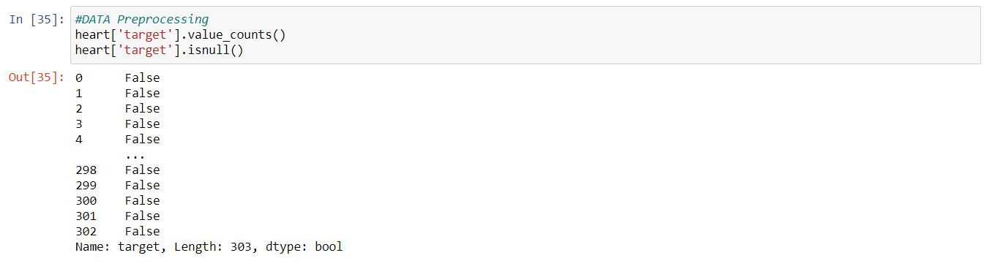 In [35]: #DATA Preprocessing
heart['target'].value_counts()
heart['target'].isnull()
Out[35]: 0 False
1 False
2 False
3 False
4 False
...
298 False
299 False
300 False
301 False
302 False
Name: target, Length: 303, dtype: bool